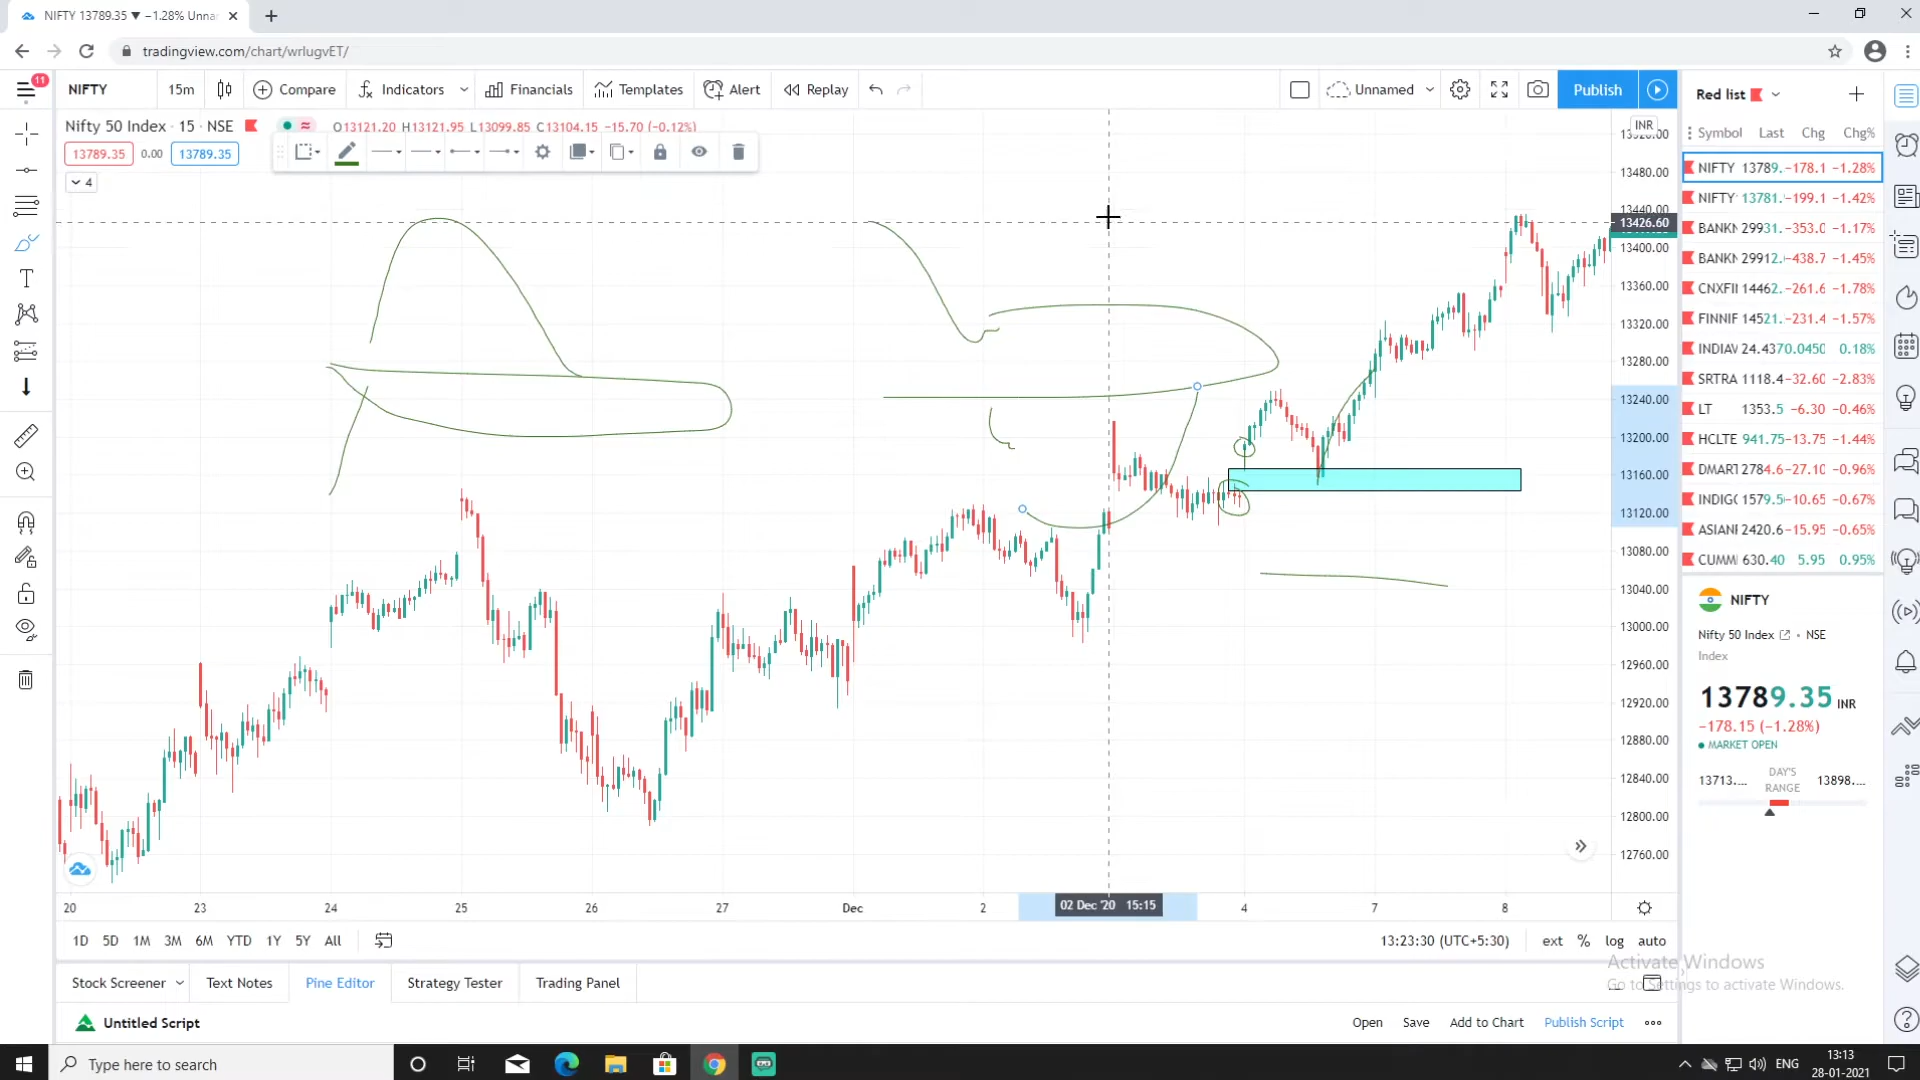 NIFTY 13789.35 ▼ −1.28% Unna
tradingview.com/chart/wrlugvET/
11
NIFTY 15m Compare Indicators Financials Templates Alert Replay Unnamed Publish
Nifty 50 Index · 15 · NSE O13121.20 H13121.95 L13099.85 C13104.15 −15.70 (−0.12%)
13789.35 0.00 13789.35
4
INR
13480.00
13440.00
13426.60
13400.00
13360.00
13320.00
13280.00
13240.00
13200.00
13160.00
13120.00
13080.00
13040.00
13000.00
12960.00
12920.00
12880.00
12840.00
12800.00
12760.00
20 23 24 25 26 27 Dec 2 02 Dec '20 15:15 4 7 8
1D 5D 1M 3M 6M YTD 1Y 5Y All 13:23:30 (UTC+5:30) ext % log auto
Stock Screener Text Notes Pine Editor Strategy Tester Trading Panel
Untitled Script Open Save Add to Chart Publish Script
Red list
Symbol Last Chg Chg%
NIFTY 13789. −178.1 −1.28%
NIFTY 13781. −199.1 −1.42%
BANKN 29931. −353.0 −1.17%
BANKN 29912. −438.7 −1.45%
CNXFII 14462. −261.6 −1.78%
FINNIF 14521. −231.4 −1.57%
INDIAV 24.4370.0450 0.18%
SRTRA 1118.4 −32.60 −2.83%
LT 1353.5 −6.30 −0.46%
HCLTE 941.75 −13.75 −1.44%
DMART 2784.6 −27.10 −0.96%
INDIGO 1579.5 −10.65 −0.67%
ASIANI 2420.6 −15.95 −0.65%
CUMM 630.40 5.95 0.95%
NIFTY
Nifty 50 Index · NSE
Index
13789.35 INR
−178.15 (−1.28%)
MARKET OPEN
13713.... DAY'S RANGE 13898....
Activate Windows
Go to Settings to activate Windows.
Type here to search
ENG
13:13
28-01-2021